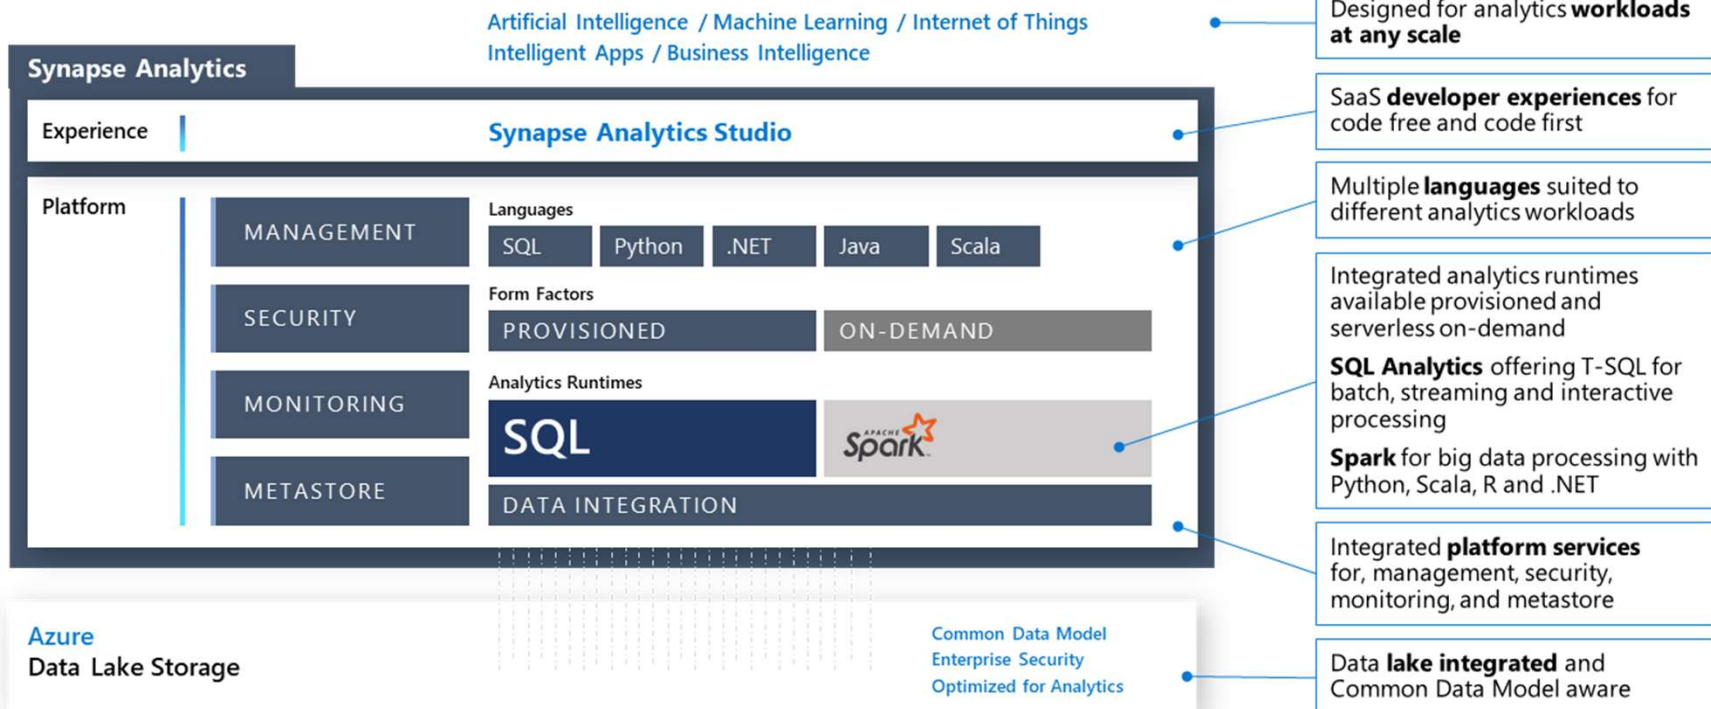 Artificial Intelligence / Machine Learning / Internet of Things
Intelligent Apps / Business Intelligence
Synapse Analytics
Experience
Synapse Analytics Studio
Platform
MANAGEMENT
SECURITY
MONITORING
METASTORE
Languages
SQL
Python
.NET
Java
Scala
Form Factors
PROVISIONED
ON-DEMAND
Analytics Runtimes
SQL
APACHE
Spark
DATA INTEGRATION
Azure
Data Lake Storage
Common Data Model
Enterprise Security
Optimized for Analytics
Designed for analytics workloads
at any scale
SaaS developer experiences for
code free and code first
Multiple languages suited to
different analytics workloads
Integrated analytics runtimes
available provisioned and
serverless on-demand
SQL Analytics offering T-SQL for
batch, streaming and interactive
processing
Spark for big data processing with
Python, Scala, R and .NET
Integrated platform services
for, management, security,
monitoring, and metastore
Data lake integrated and
Common Data Model aware